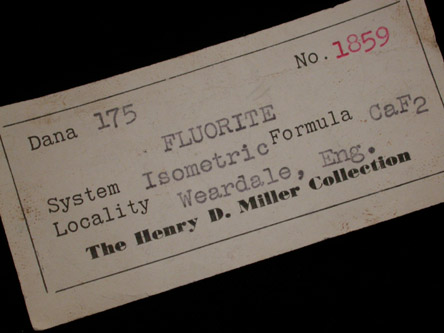 No. 1859
Dana 175
FLUORITE
System Isometric Formula CaF2
Locality Weardale, Eng.
The Henry D. Miller Collection